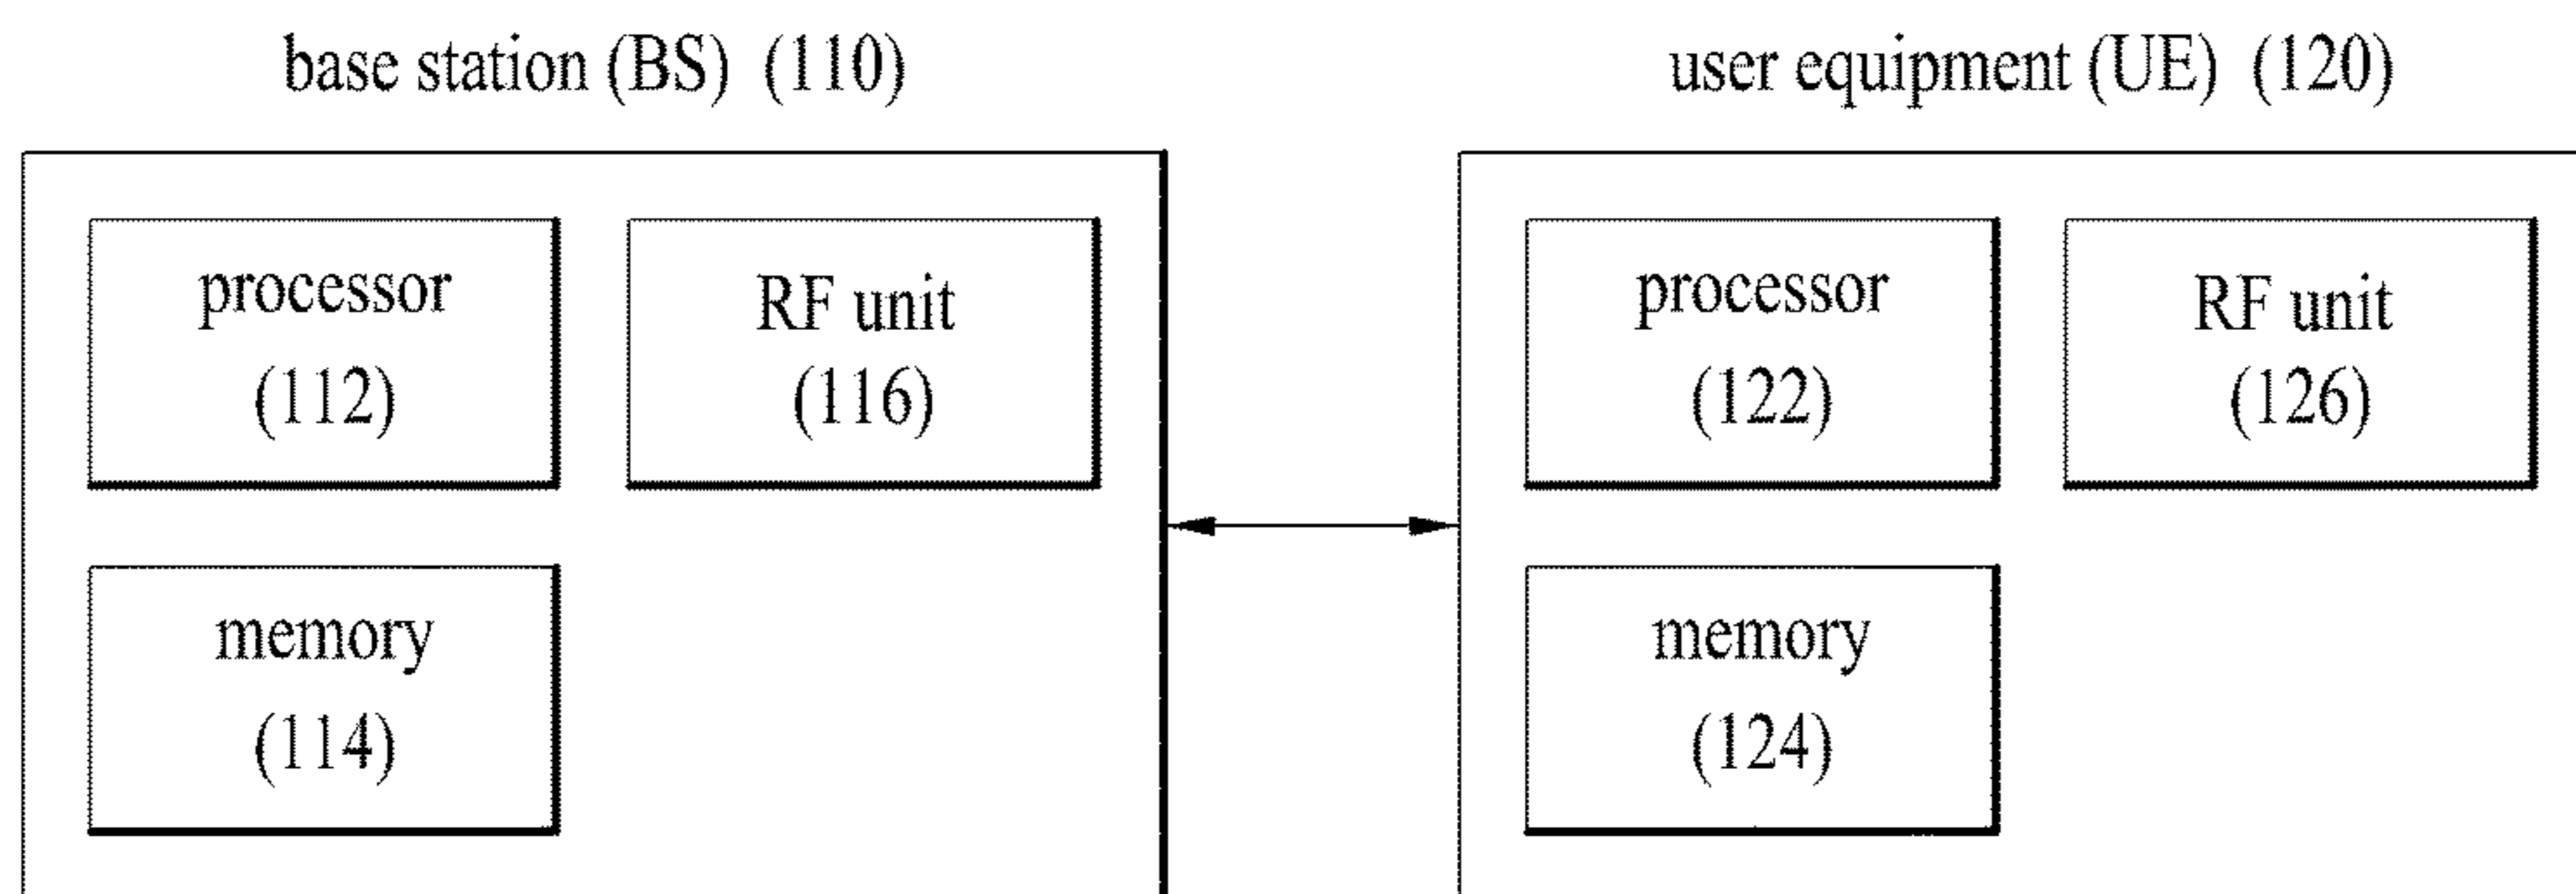 base station (BS) (110)
processor
(112)
RF unit
(116)
memory
(114)
user equipment (UE) (120)
processor
(122)
RF unit
(126)
memory
(124)